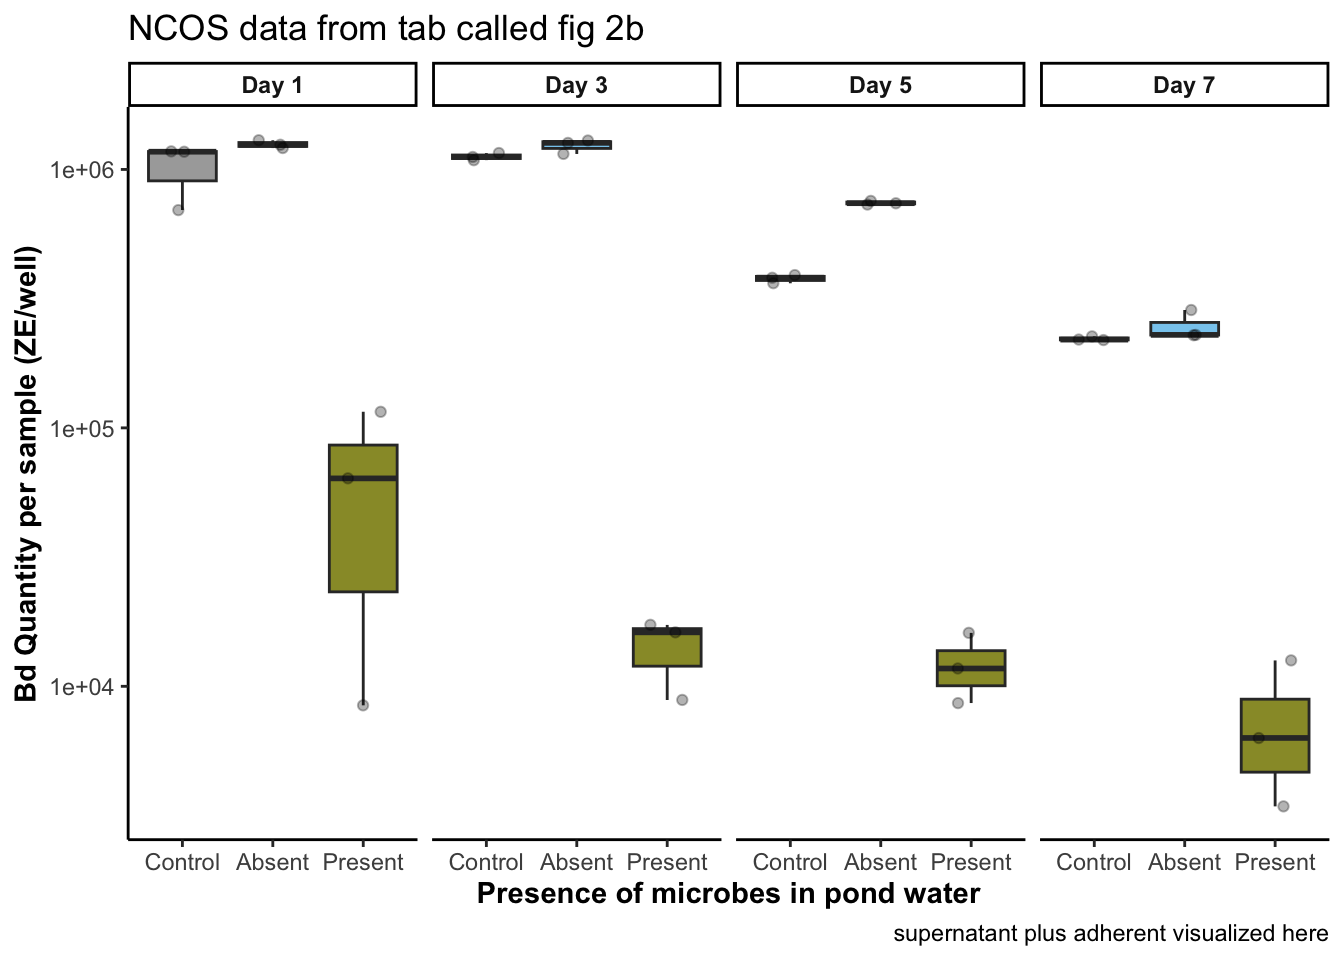 NCOS data from tab called fig 2b
Day 1
Day 3
Day 5
Day 7
Bd Quantity per sample (ZE/well)
1e+06
1e+05
1e+04
Control Absent Present
Control Absent Present
Control Absent Present
Control Absent Present
Presence of microbes in pond water
supernatant plus adherent visualized here